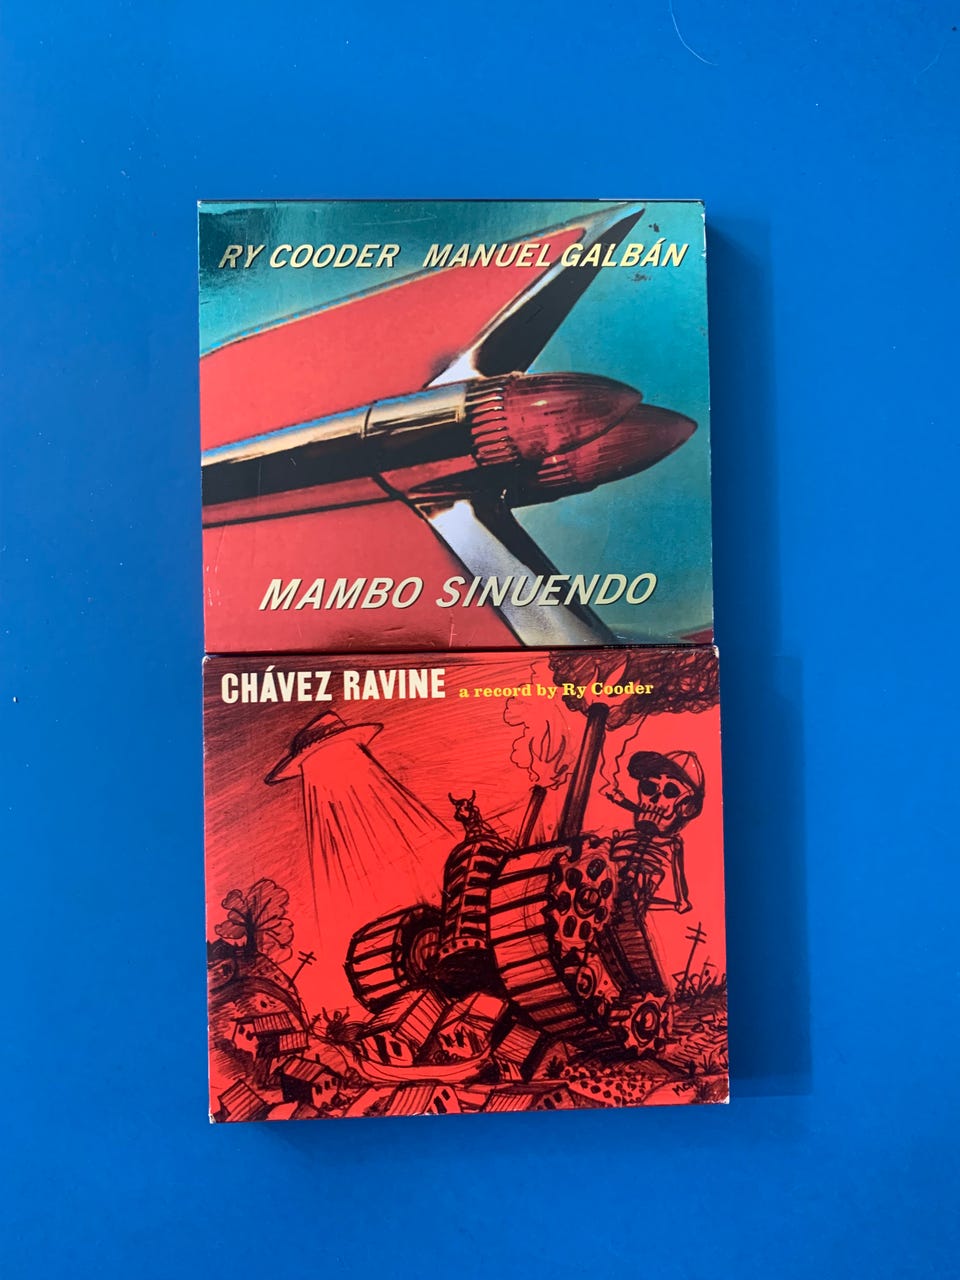 RY COODER MANUEL GALBÁN
MAMBO SINUENDO
CHÁVEZ RAVINE a record by Ry Cooder